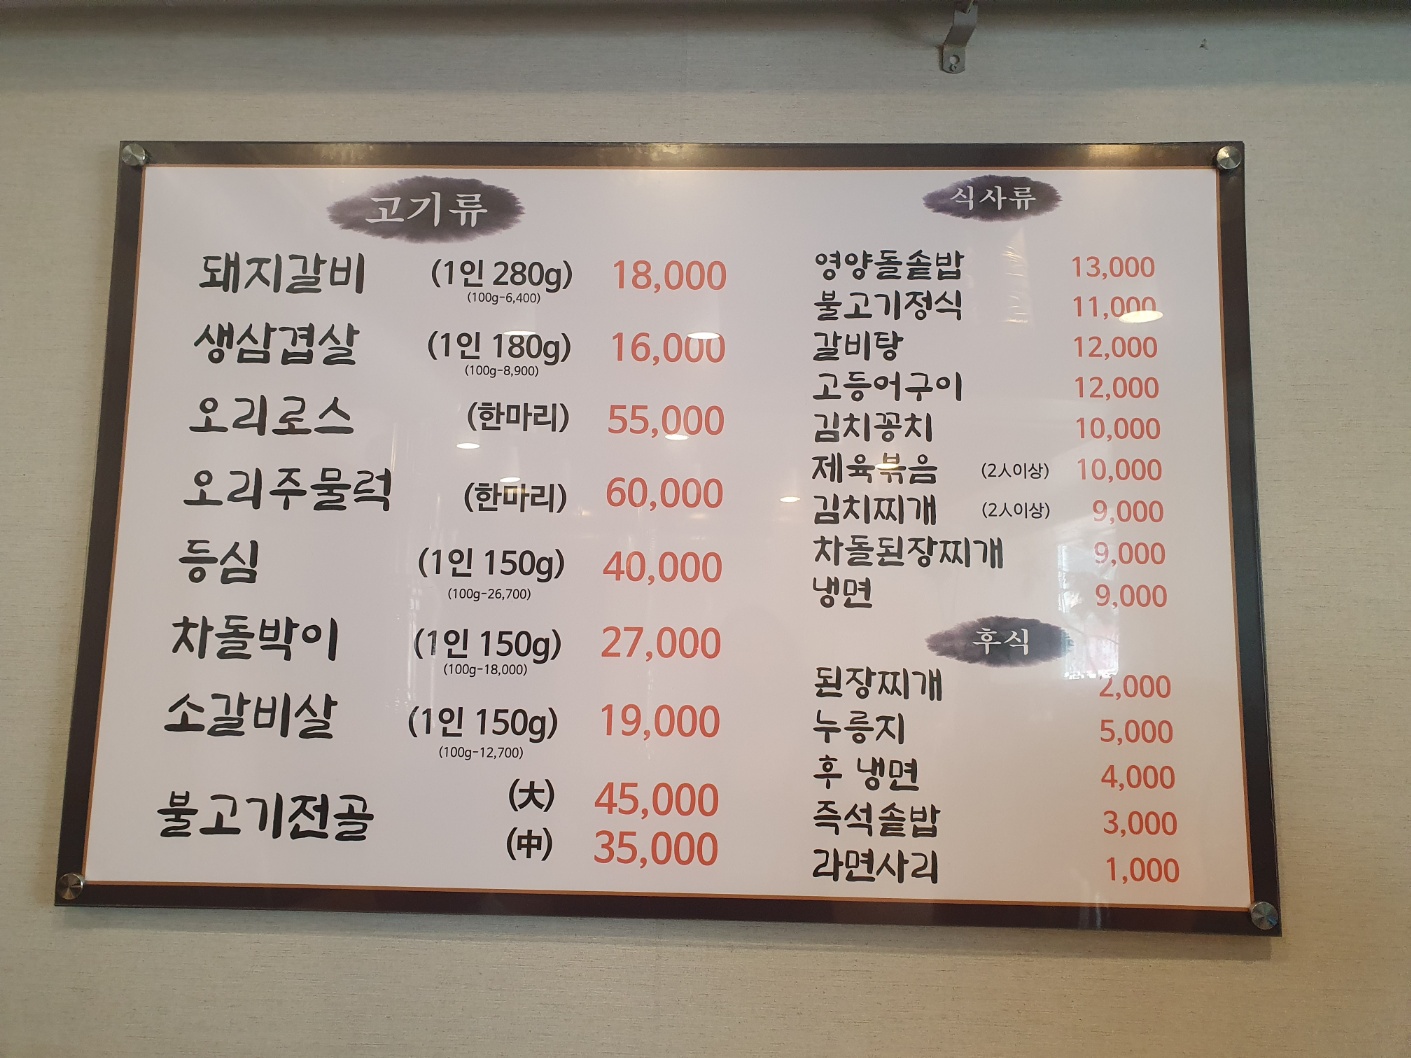 고기류
돼지갈비 (1인 280g) 18,000
(100g-6,400)
생삼겹살 (1인 180g) 16,000
(100g-8,900)
오리로스 (한마리) 55,000
오리주물럭 (한마리) 60,000
등심 (1인 150g) 40,000
(100g-26,700)
차돌박이 (1인 150g) 27,000
(100g-18,000)
소갈비살 (1인 150g) 19,000
(100g-12,700)
불고기전골 (大) 45,000
(中) 35,000
식사류
영양돌솥밥 13,000
불고기정식 11,000
갈비탕 12,000
고등어구이 12,000
김치꽁치 10,000
제육볶음 (2人이상) 10,000
김치찌개 (2人이상) 9,000
차돌된장찌개 9,000
냉면 9,000
후식
된장찌개 2,000
누룽지 5,000
후 냉면 4,000
즉석솥밥 3,000
라면사리 1,000